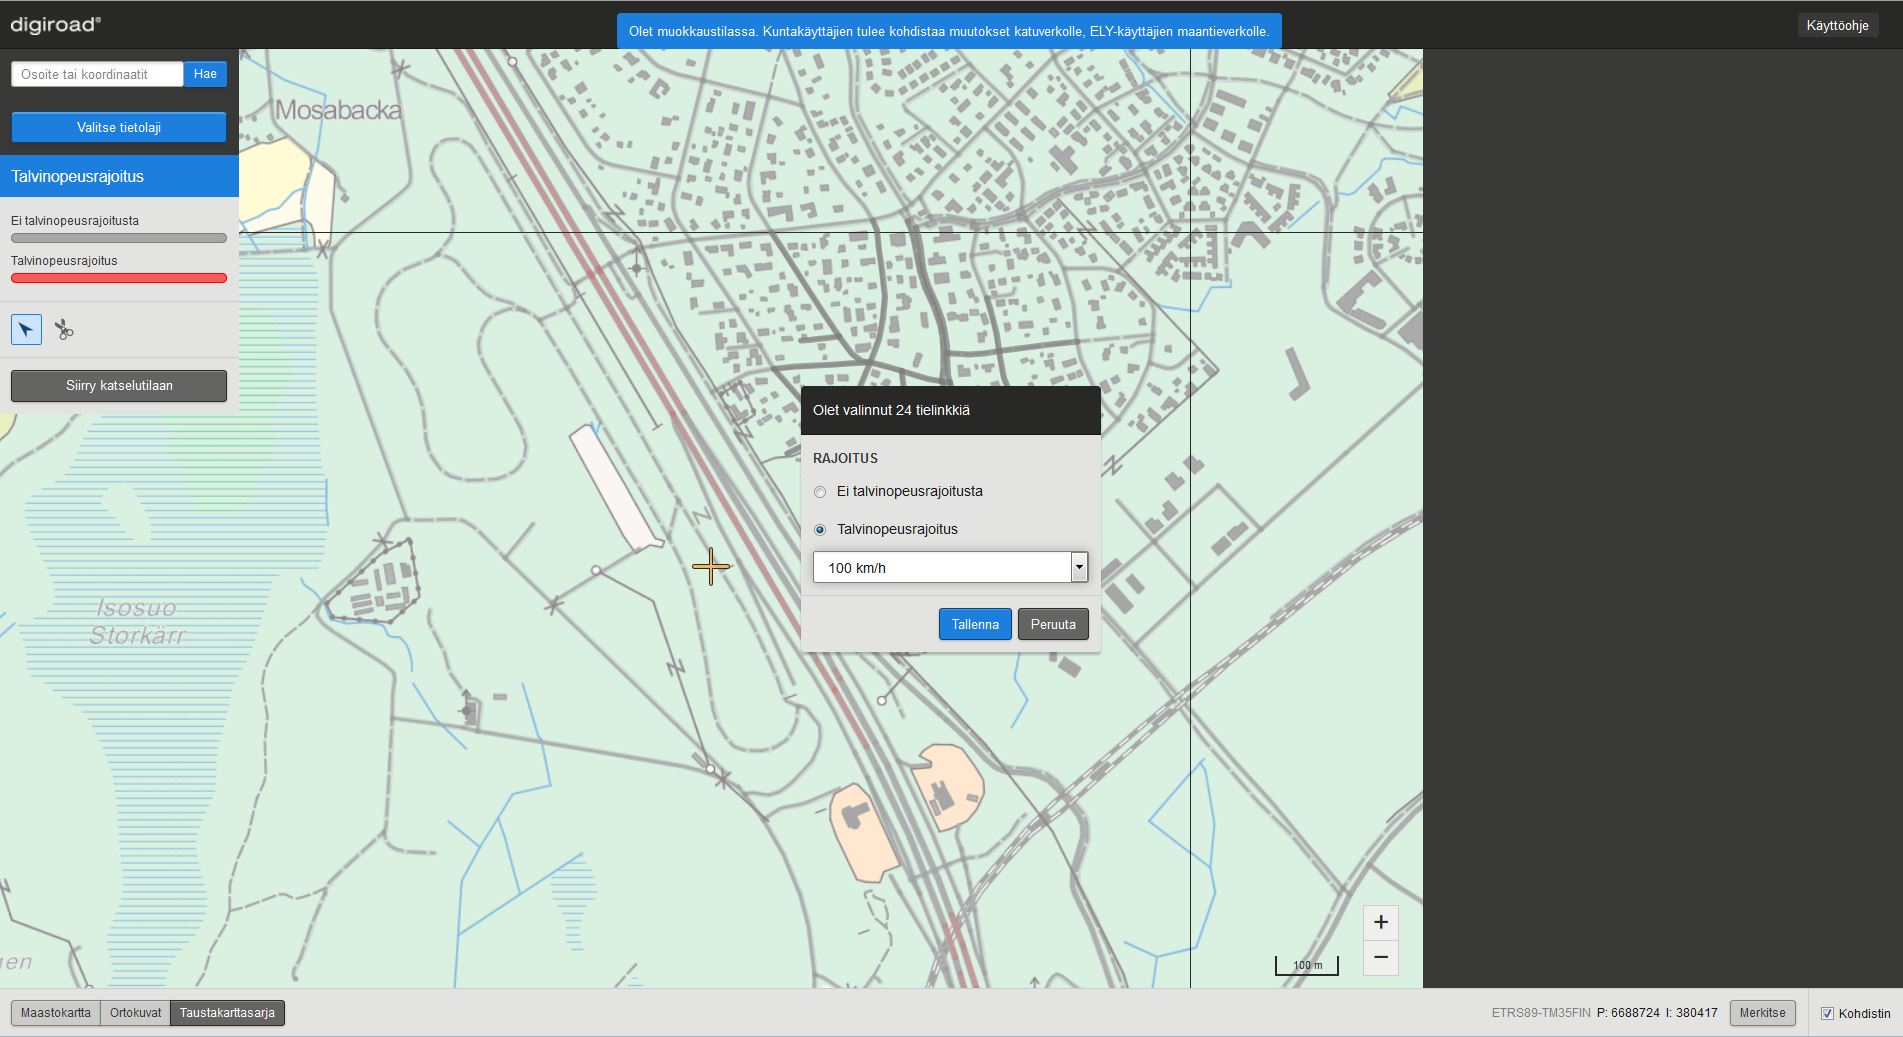 digiroad®
Olet muokkaustilassa. Kuntakäyttäjien tulee kohdistaa muutokset katuverkolle, ELY-käyttäjien maantieverkolle.
Käyttöohje
Osoite tai koordinaatit
Hae
Valitse tietolaji
Talvinopeusrajoitus
Ei talvinopeusrajoitusta
Talvinopeusrajoitus
Siirry katselutilaan
Mosabacka
Isosuo
Storkärr
Olet valinnut 24 tielinkkiä
RAJOITUS
Ei talvinopeusrajoitusta
Talvinopeusrajoitus
100 km/h
Tallenna
Peruuta
+
−
100 m
Maastokartta
Ortokuvat
Taustakarttasarja
ETRS89-TM35FIN P: 6688724 I: 380417
Merkitse
Kohdistin